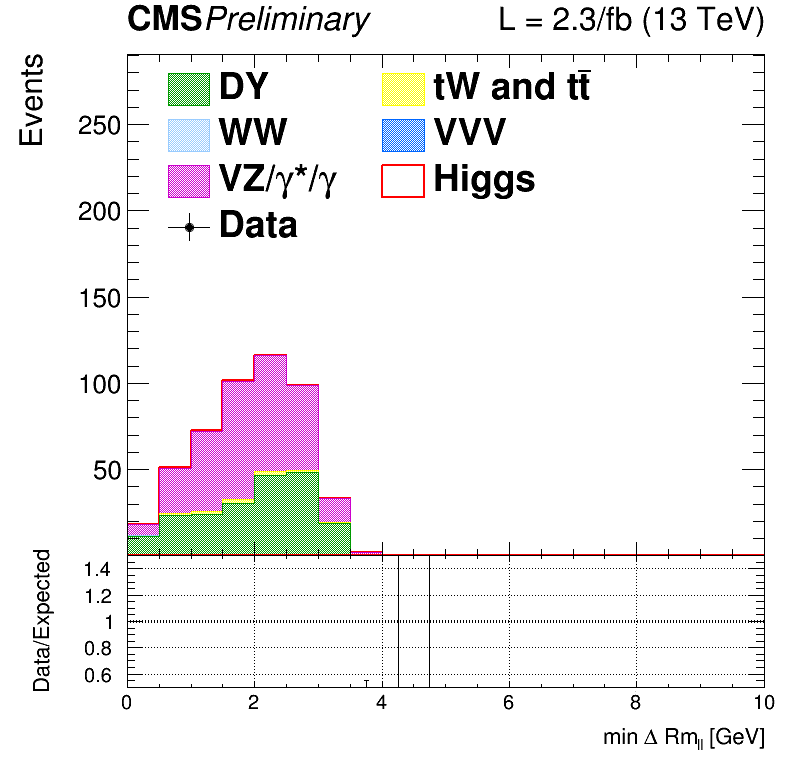 CMS Preliminary L = 2.3/fb (13 TeV)
Events
DY tW and tt̅
WW VVV
VZ/γ*/γ Higgs
Data
250
200
150
100
50
Data/Expected
1.4
1.2
1
0.8
0.6
0 2 4 6 8 10
min Δ Rm_ll [GeV]